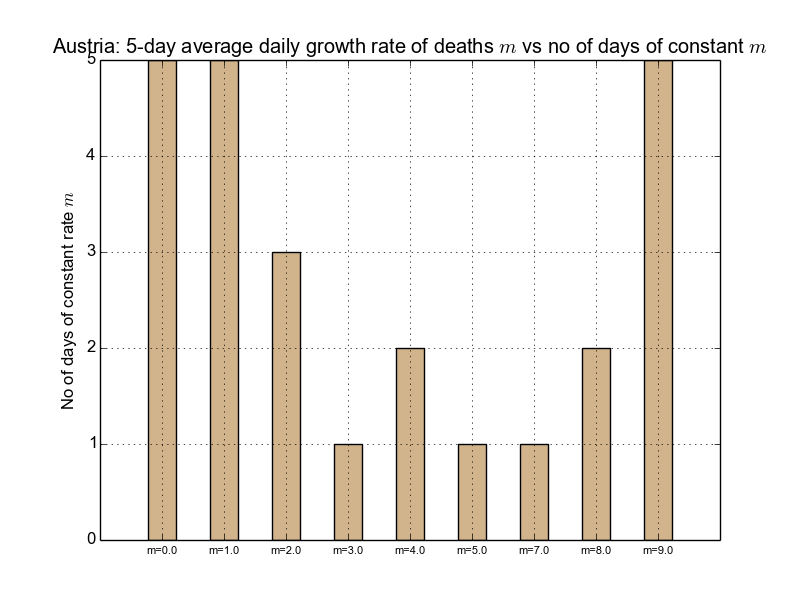 Austria: 5-day average daily growth rate of deaths m vs no of days of constant m
No of days of constant rate m
5
4
3
2
1
0
m=0.0 m=1.0 m=2.0 m=3.0 m=4.0 m=5.0 m=7.0 m=8.0 m=9.0